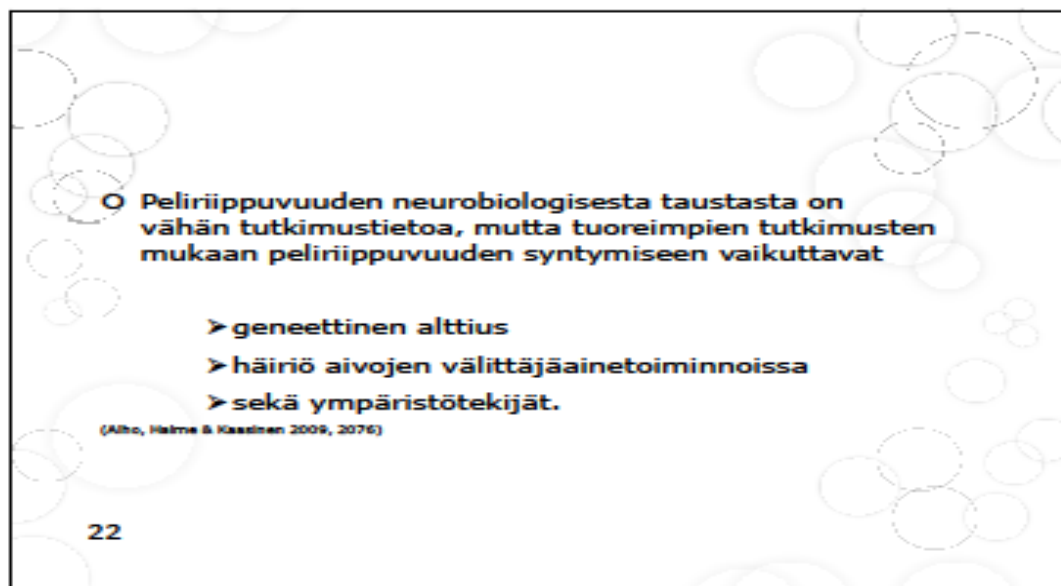 O Peliriippuvuuden neurobiologisesta taustasta on
vähän tutkimustietoa, mutta tuoreimpien tutkimusten
mukaan peliriippuvuuden syntymiseen vaikuttavat
➢ geneettinen alttius
➢ häiriö aivojen välittäjäainetoiminnoissa
➢ sekä ympäristötekijät.
(Alho, Halme & Kaasinen 2009, 2076)
22